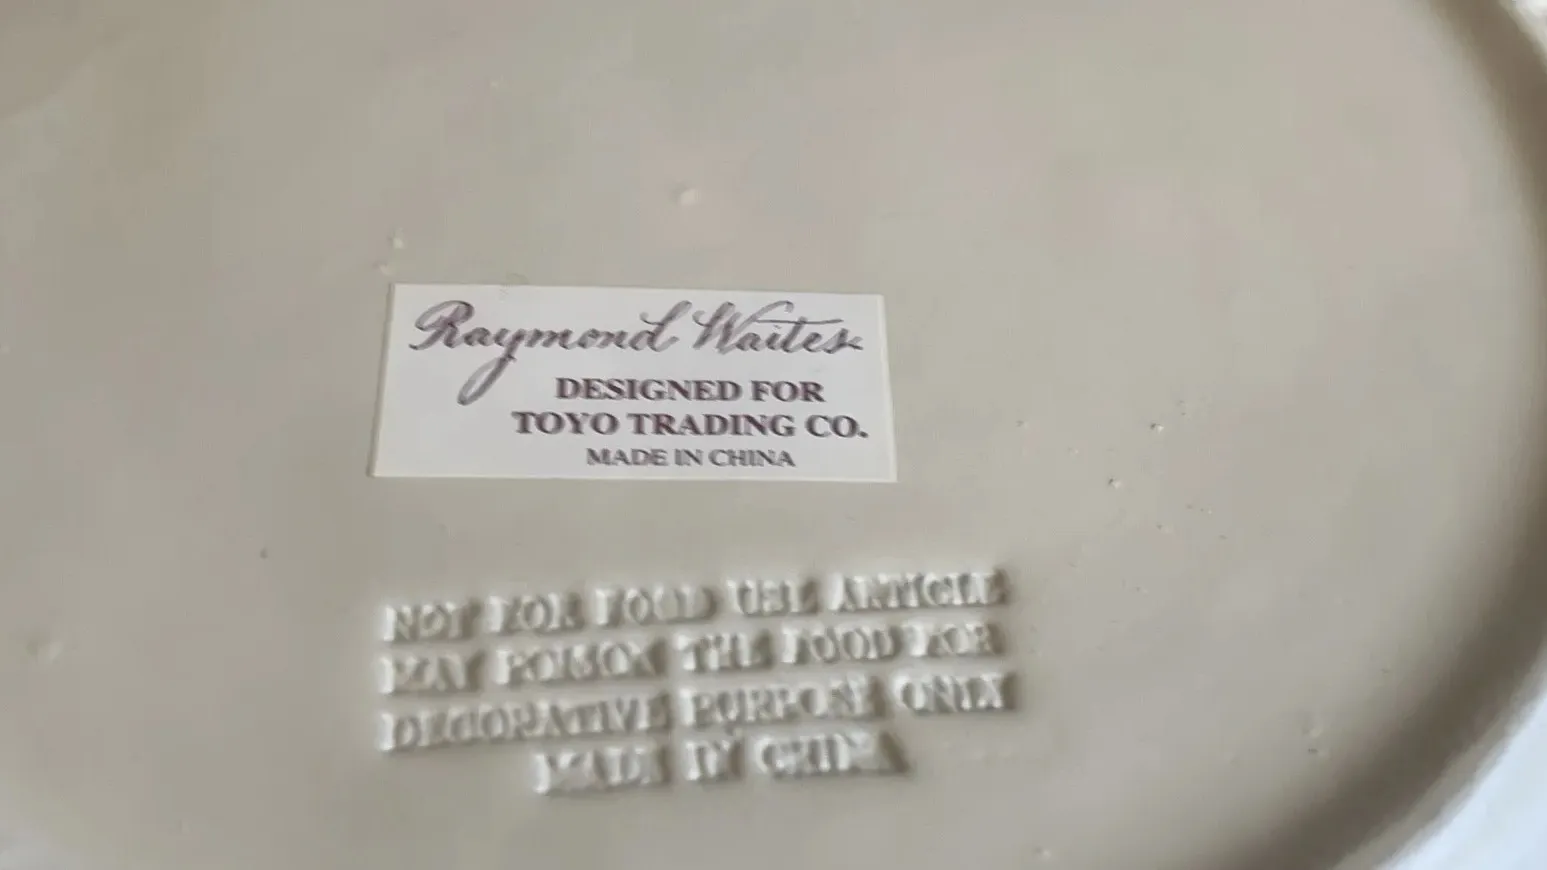 Raymond Waites
DESIGNED FOR
TOYO TRADING CO.
MADE IN CHINA
NOT FOR FOOD USE ARTICLE
MAY POISON THE FOOD FOR
DECORATIVE PURPOSE ONLY
MADE IN CHINA